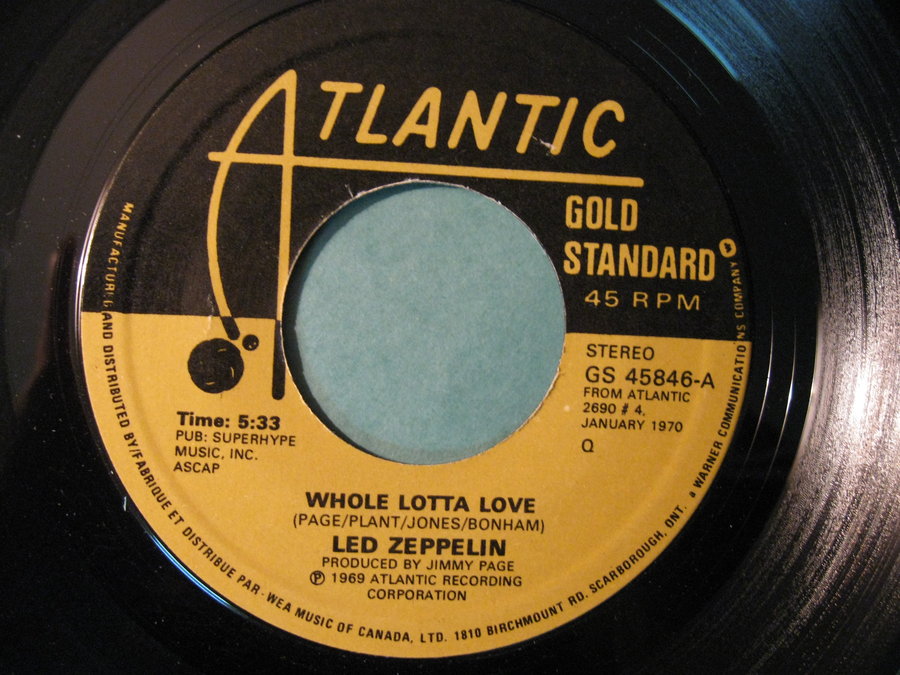 ATLANTIC
GOLD
STANDARD
45 RPM
STEREO
GS 45846-A
FROM ATLANTIC
2690 # 4,
JANUARY 1970
Q
Time: 5:33
PUB: SUPERHYPE
MUSIC, INC.
ASCAP
WHOLE LOTTA LOVE
(PAGE/PLANT/JONES/BONHAM)
LED ZEPPELIN
PRODUCED BY JIMMY PAGE
℗ 1969 ATLANTIC RECORDING
CORPORATION
AND DISTRIBUTED BY/FABRIQUE ET DISTRIBUE PAR - WEA MUSIC OF CANADA, LTD. 1810 BIRCHMOUNT RD. SCARBOROUGH, ONT. a WARNER COMMUNICATIONS COMPANY